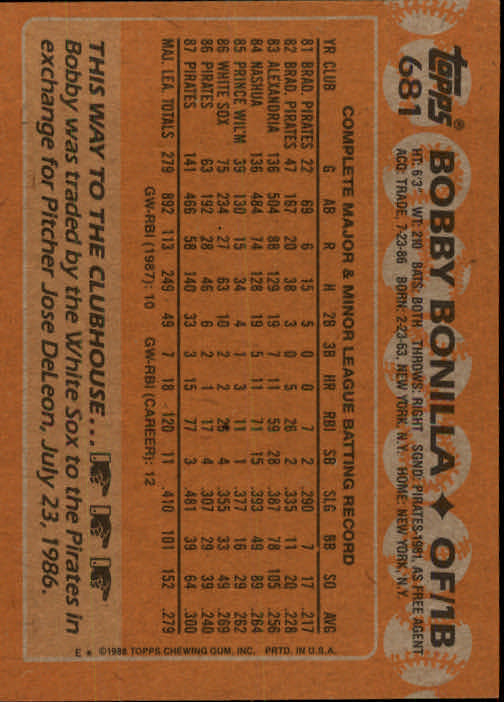 Topps®
681
BOBBY BONILLA ♦ OF/1B
HT: 6'3" WT: 210 BATS: BOTH THROWS: RIGHT SGND: PIRATES-1981, AS FREE AGENT
ACQ: TRADE, 7-23-86 BORN: 2-23-63, NEW YORK, N.Y. HOME: NEW YORK, N.Y.
COMPLETE MAJOR & MINOR LEAGUE BATTING RECORD
YR CLUB G AB R H 2B 3B HR RBI SB SLG BB SO AVG
81 BRAD. PIRATES 22 69 6 15 5 0 0 7 2 .290 7 17 .217
82 BRAD. PIRATES 47 167 20 38 3 0 5 26 2 .335 11 20 .228
83 ALEXANDRIA 136 504 88 129 19 7 11 59 28 .387 78 105 .256
84 NASHUA 136 484 74 128 19 5 11 71 15 .393 49 89 .264
85 PRINCE WIL'M 39 130 15 34 4 1 3 11 1 .377 16 29 .262
86 WHITE SOX 75 234 27 63 10 2 2 26 4 .355 33 49 .269
86 PIRATES 63 192 28 46 6 2 1 17 4 .307 29 39 .240
87 PIRATES 141 466 58 140 33 3 15 77 3 .481 39 64 .300
MAJ. LEA. TOTALS 279 892 113 249 49 7 18 120 11 .410 101 152 .279
GW-RBI (1987): 10 GW-RBI (CAREER): 12
THIS WAY TO THE CLUBHOUSE...
Bobby was traded by the White Sox to the Pirates in
exchange for Pitcher Jose DeLeon, July 23, 1986.
E * ©1988 TOPPS CHEWING GUM, INC. PRTD. IN U.S.A.